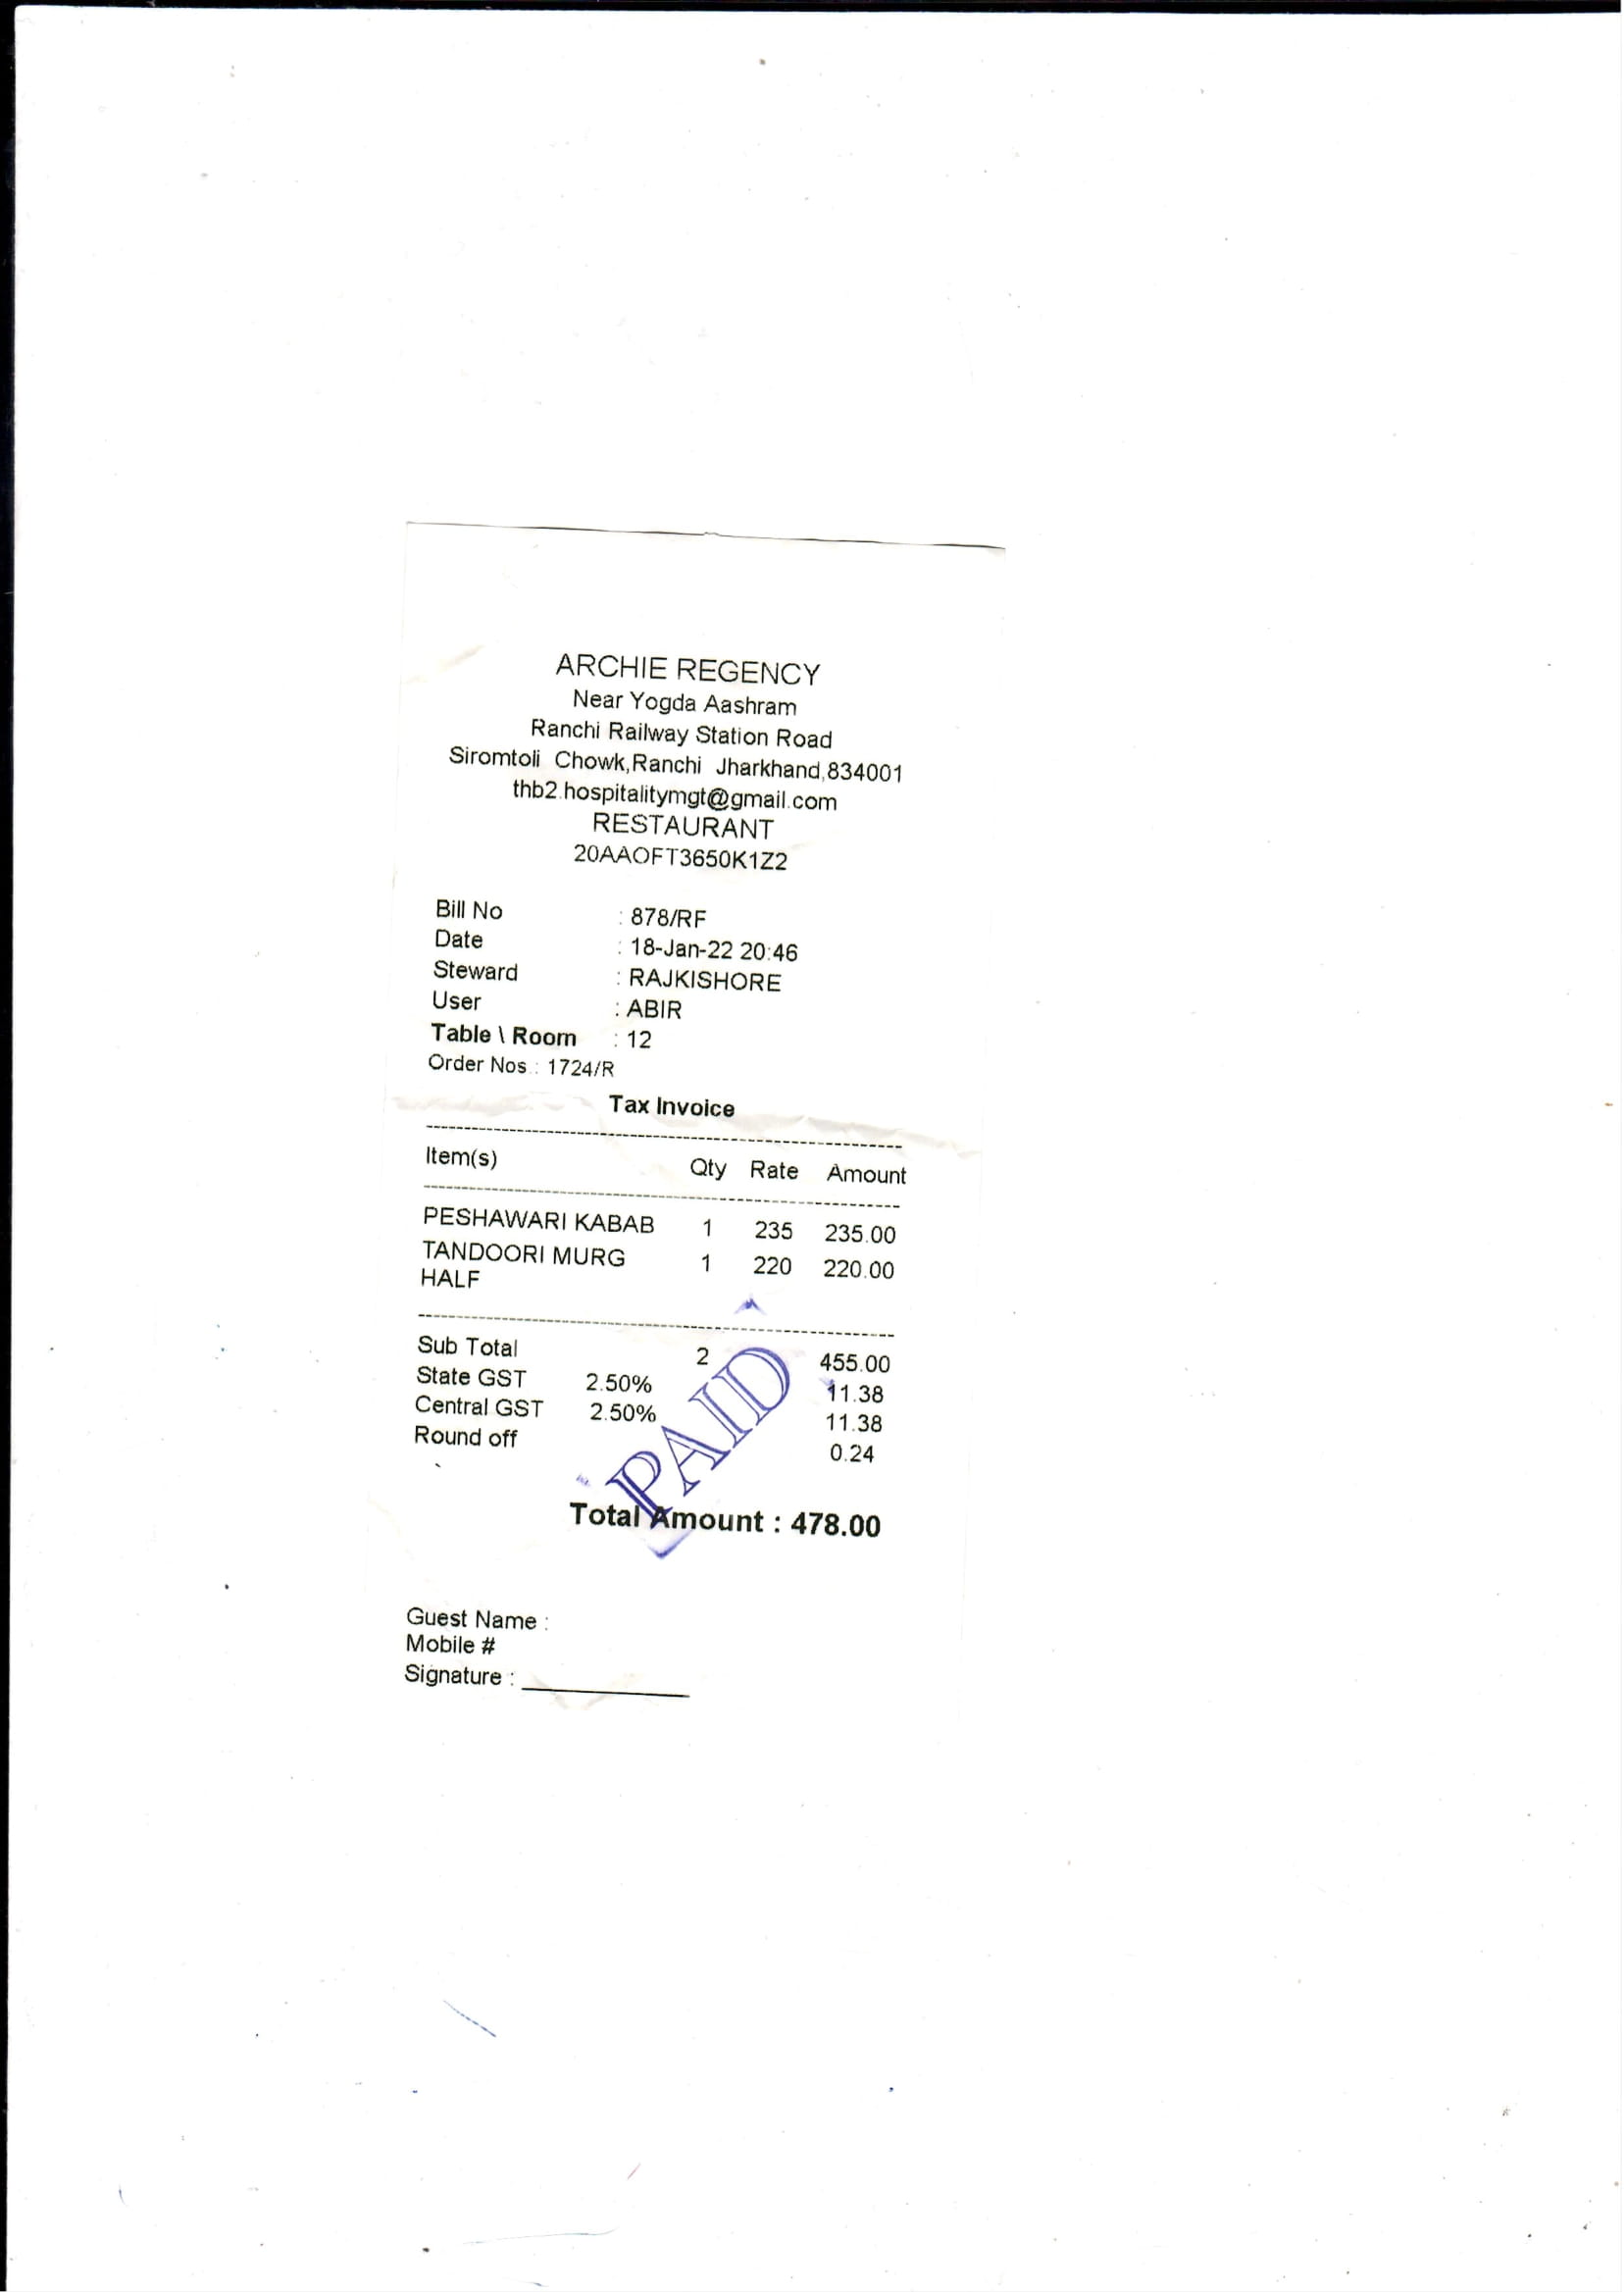 ARCHIE REGENCY
Near Yogda Aashram
Ranchi Railway Station Road
Siromtoli Chowk,Ranchi Jharkhand,834001
thb2.hospitalitymgt@gmail.com
RESTAURANT
20AAOFT3650K1Z2
Bill No : 878/RF
Date : 18-Jan-22 20:46
Steward : RAJKISHORE
User : ABIR
Table \ Room : 12
Order Nos : 1724/R
Tax Invoice
Item(s) Qty Rate Amount
PESHAWARI KABAB 1 235 235.00
TANDOORI MURG 1 220 220.00
HALF
Sub Total 2 455.00
State GST 2.50% 11.38
Central GST 2.50% 11.38
Round off 0.24
PAID
Total Amount : 478.00
Guest Name :
Mobile #
Signature :